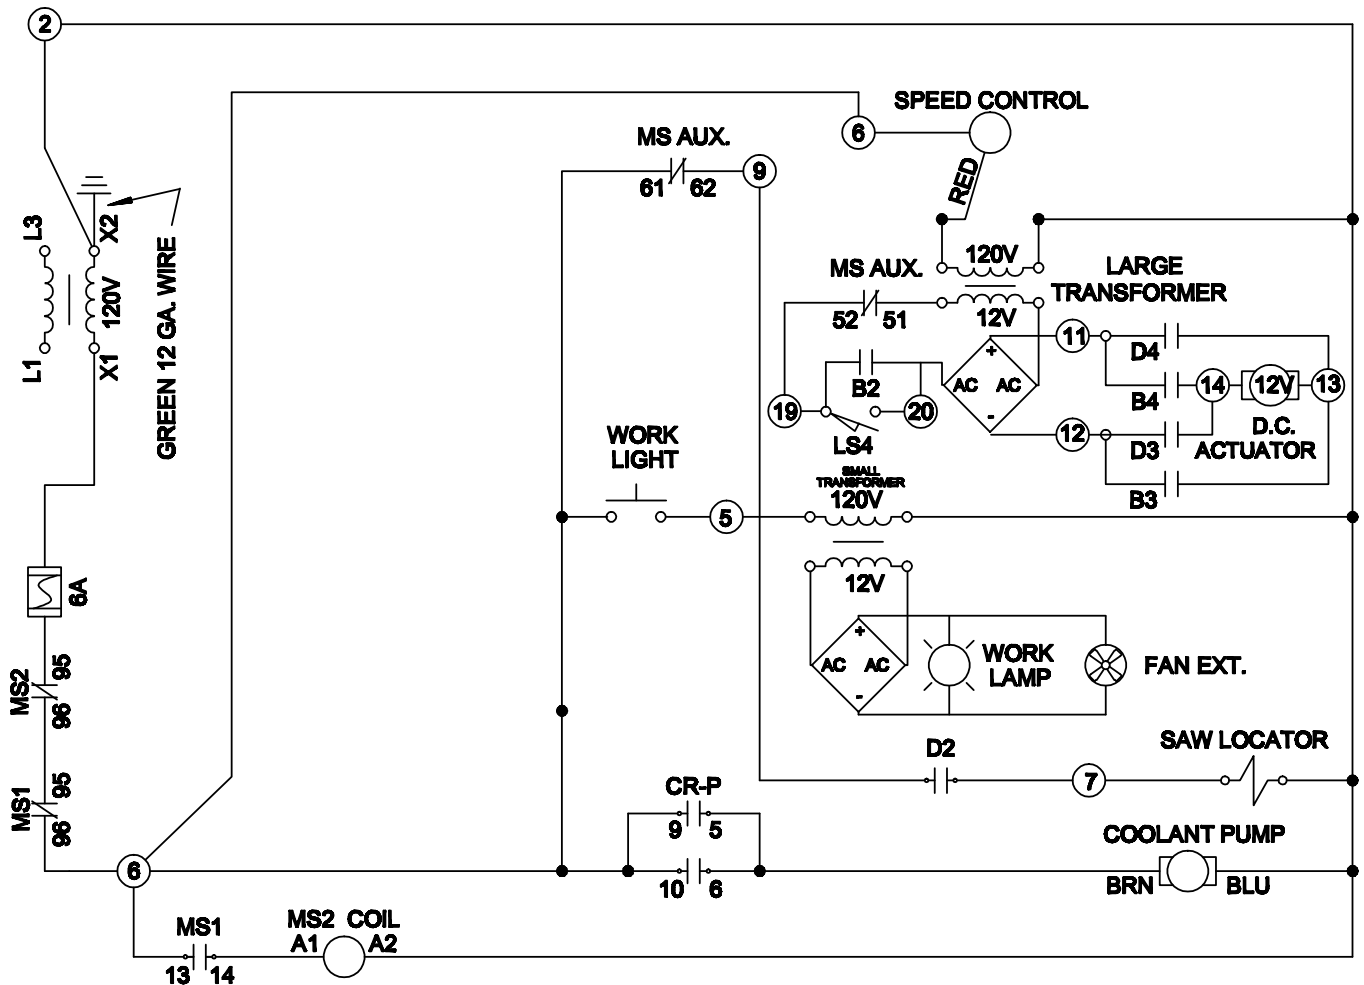 2
SPEED CONTROL
6
MS AUX.
61 62
9
RED
L3
X2
GREEN 12 GA. WIRE
120V
L1
X1
120V
MS AUX.
LARGE
TRANSFORMER
52 51
12V
11
D4
+
AC AC
-
B2
B4
14
12V
13
19
20
LS4
12
D3
D.C.
ACTUATOR
B3
WORK
LIGHT
SMALL
TRANSFORMER
120V
5
12V
6A
+
AC AC
-
WORK
LAMP
FAN EXT.
MS2
95
96
D2
7
SAW LOCATOR
MS1
95
96
CR-P
9 5
10 6
COOLANT PUMP
BRN BLU
6
MS1
13 14
MS2 COIL
A1 A2